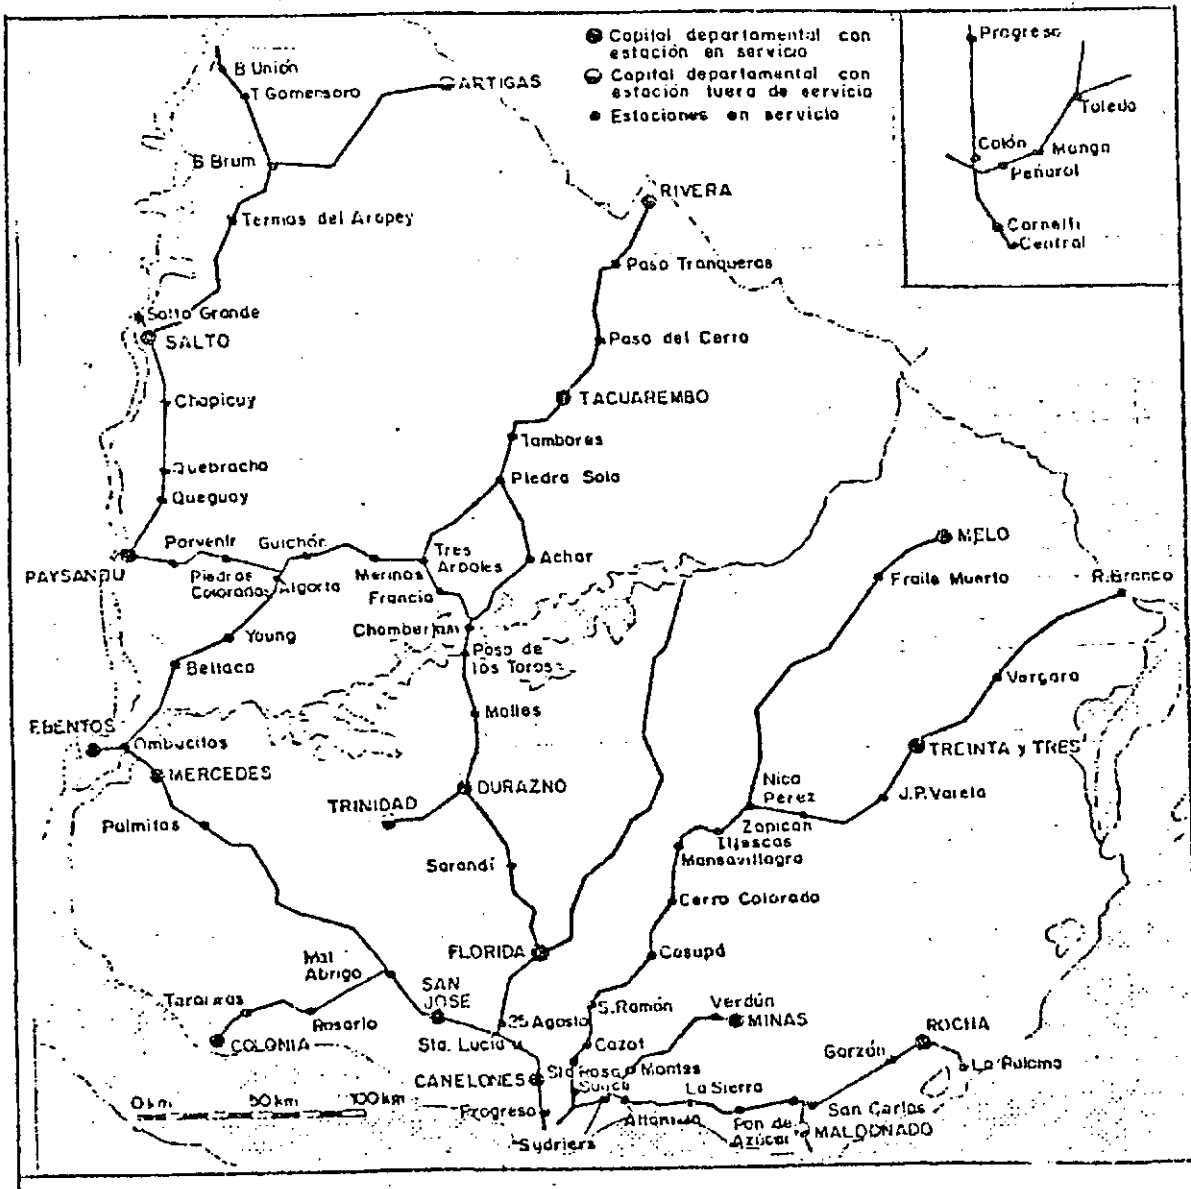 Capital departamental con
estación en servicio
Capital departamental con
estación fuera de servicio
Estaciones en servicio
Progreso
Toledo
Colón
Manga
Peñarol
Carnelli
Central
B Unión
T Gomensoro
ARTIGAS
B Brum
Termas del Arapey
RIVERA
Paso Tranqueras
Salto Grande
SALTO
Paso del Cerro
Chapicuy
TACUAREMBO
Tambores
Quebracho
Piedra Sola
Queguay
Porvenir
Guichón
MELO
PAYSANDU
Piedras
Coloradas
Algorta
Merinos
Tres
Arboles
Achar
Fraile Muerto
R. Branco
Francia
Chamberlain
Young
Paso de
los Toros
Bellaco
Vergara
Molles
F.BENTOS
Ombucitos
MERCEDES
TREINTA y TRES
DURAZNO
Nico
Perez
J.P. Varela
TRINIDAD
Palmitas
Zapican
Illescas
Mansavillagra
Sarandí
Cerro Colorado
FLORIDA
Casupá
Mal
Abrigo
SAN
JOSE
Tarariras
Rosario
25 Agosto
S. Ramón
Verdún
MINAS
ROCHA
COLONIA
Sta. Lucía
Cazot
Garzón
La Paloma
CANELONES
Sta Rosa
Montes
La Sierra
0 km
50 km
100 km
Progreso
San Carlos
Pan de
Azúcar
MALDONADO
Sudriers